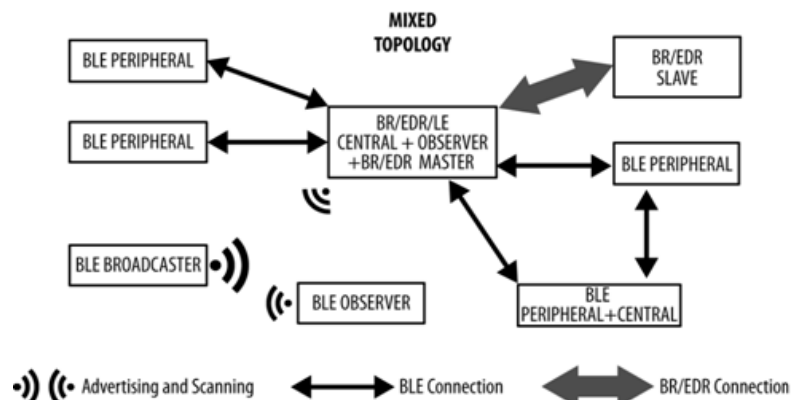 MIXED
TOPOLOGY
BLE PERIPHERAL
BR/EDR
SLAVE
BR/EDR/LE
CENTRAL + OBSERVER
+BR/EDR MASTER
BLE PERIPHERAL
BLE PERIPHERAL
BLE BROADCASTER
BLE OBSERVER
BLE
PERIPHERAL+CENTRAL
Advertising and Scanning
BLE Connection
BR/EDR Connection